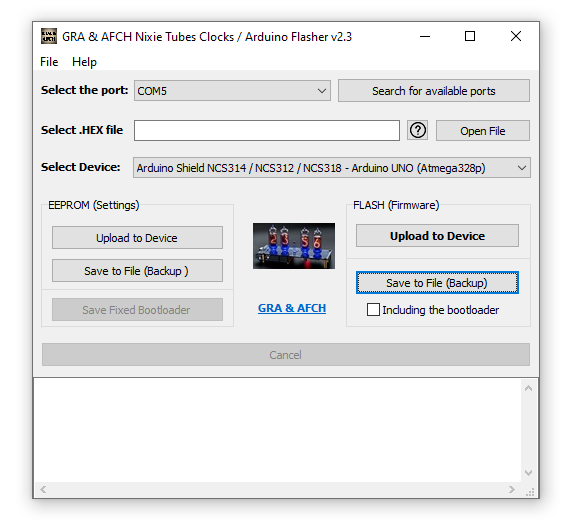 GRA & AFCH Nixie Tubes Clocks / Arduino Flasher v2.3
File Help
Select the port: COM5 Search for available ports
Select .HEX file ? Open File
Select Device: Arduino Shield NCS314 / NCS312 / NCS318 - Arduino UNO (Atmega328p)
EEPROM (Settings) FLASH (Firmware)
Upload to Device Upload to Device
Save to File (Backup ) Save to File (Backup)
Save Fixed Bootloader GRA & AFCH Including the bootloader
Cancel